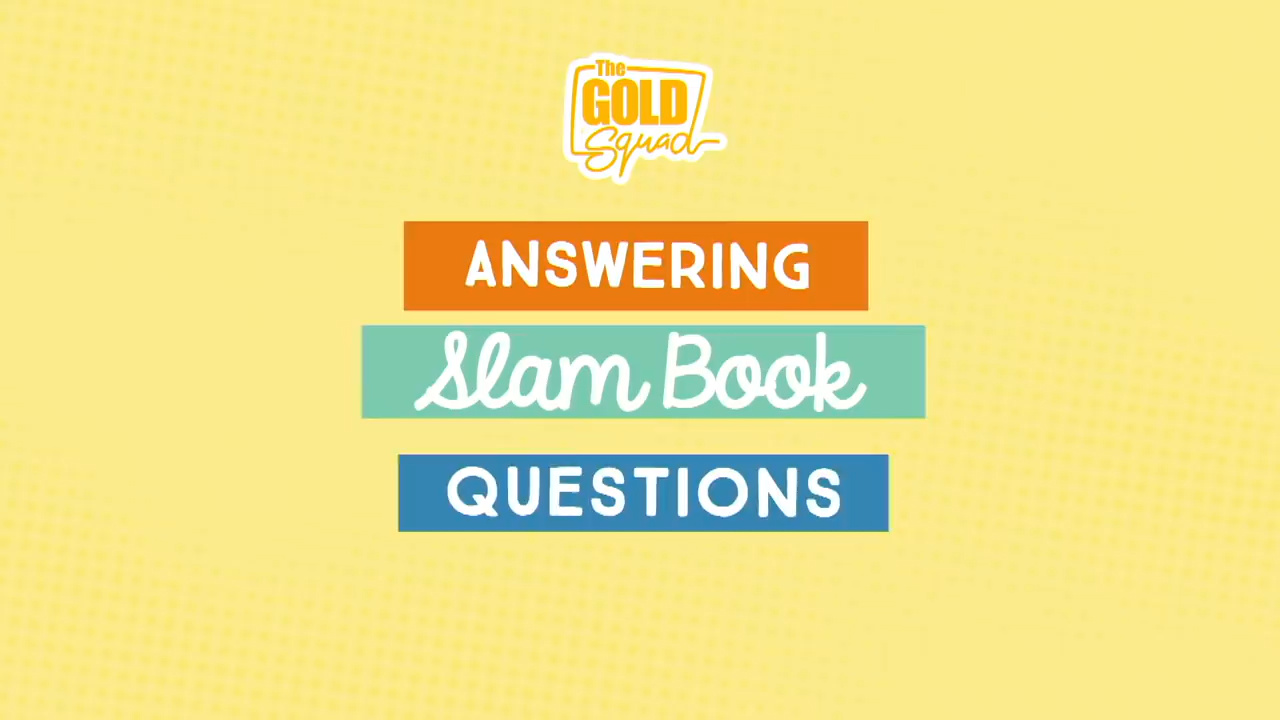 The
GOLD
Squad
ANSWERING
Slam Book
QUESTIONS